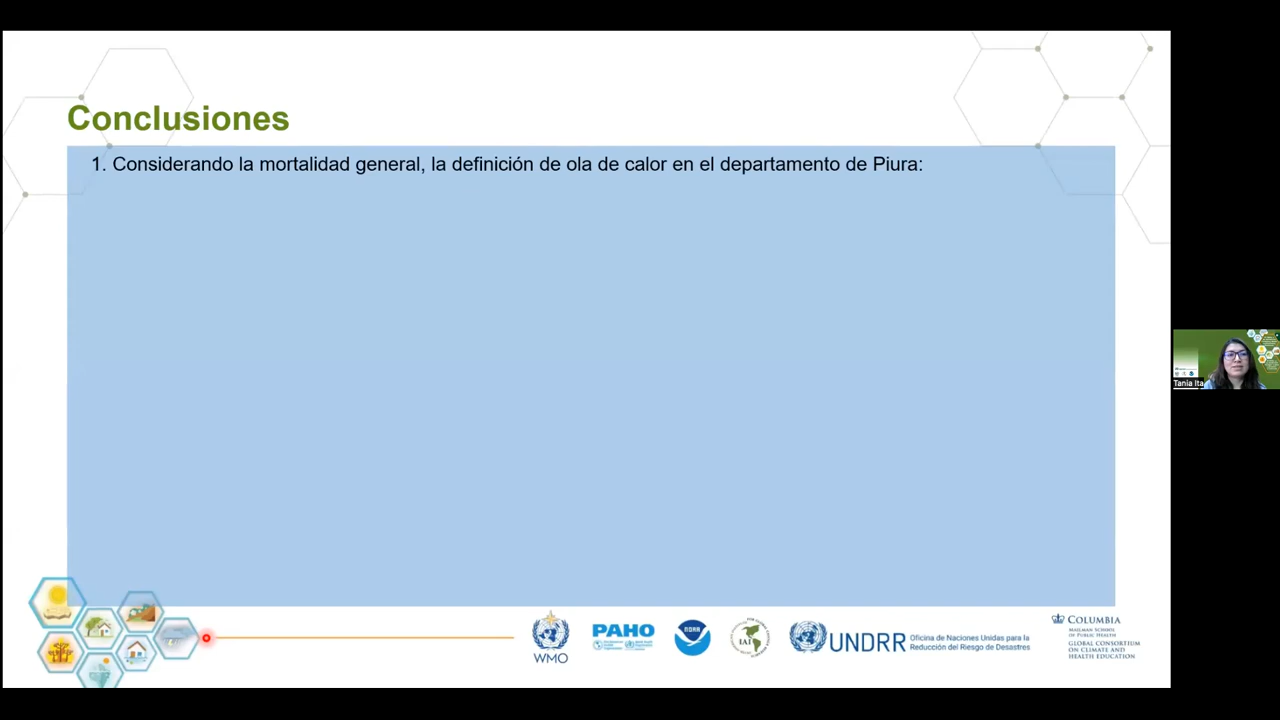 Conclusiones
1. Considerando la mortalidad general, la definición de ola de calor en el departamento de Piura:
Tania Ita
WMO
PAHO
NOAA
IAI
UNDRR
Oficina de Naciones Unidas para la
Reducción del Riesgo de Desastres
COLUMBIA
MAILMAN SCHOOL
OF PUBLIC HEALTH
GLOBAL CONSORTIUM
ON CLIMATE AND
HEALTH EDUCATION